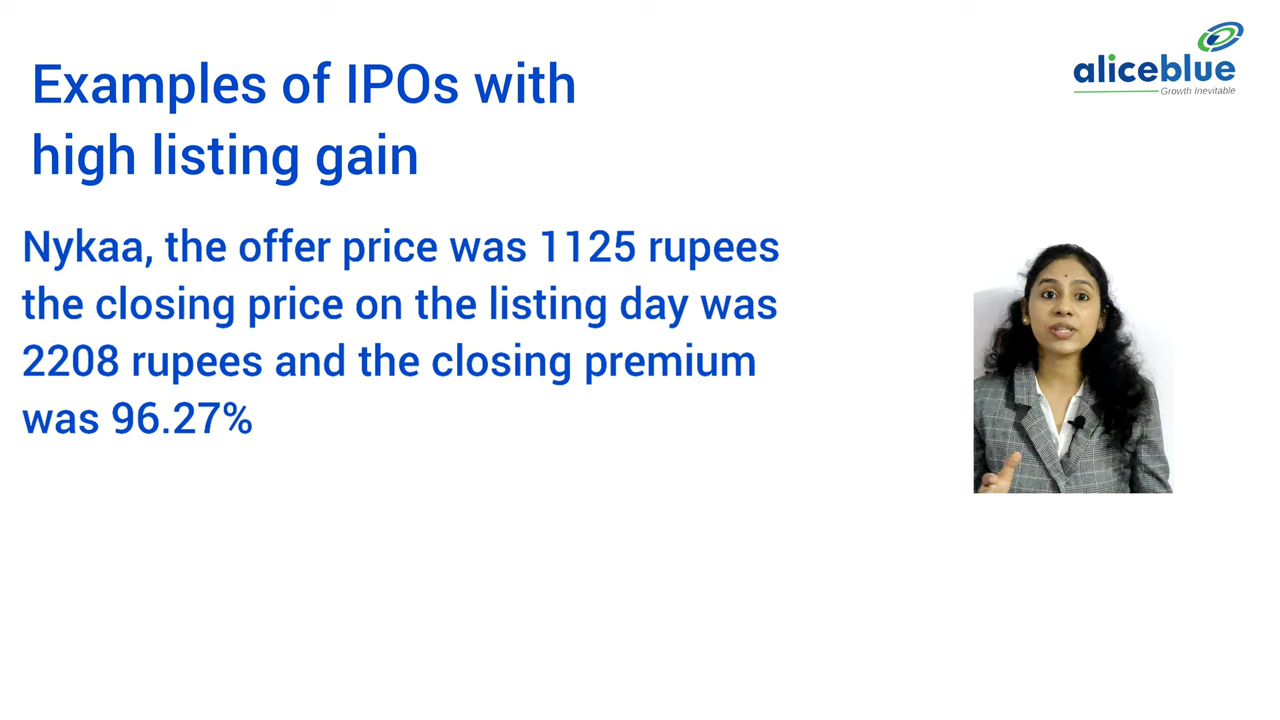 Examples of IPOs with
high listing gain
aliceblue
Growth Inevitable
Nykaa, the offer price was 1125 rupees
the closing price on the listing day was
2208 rupees and the closing premium
was 96.27%